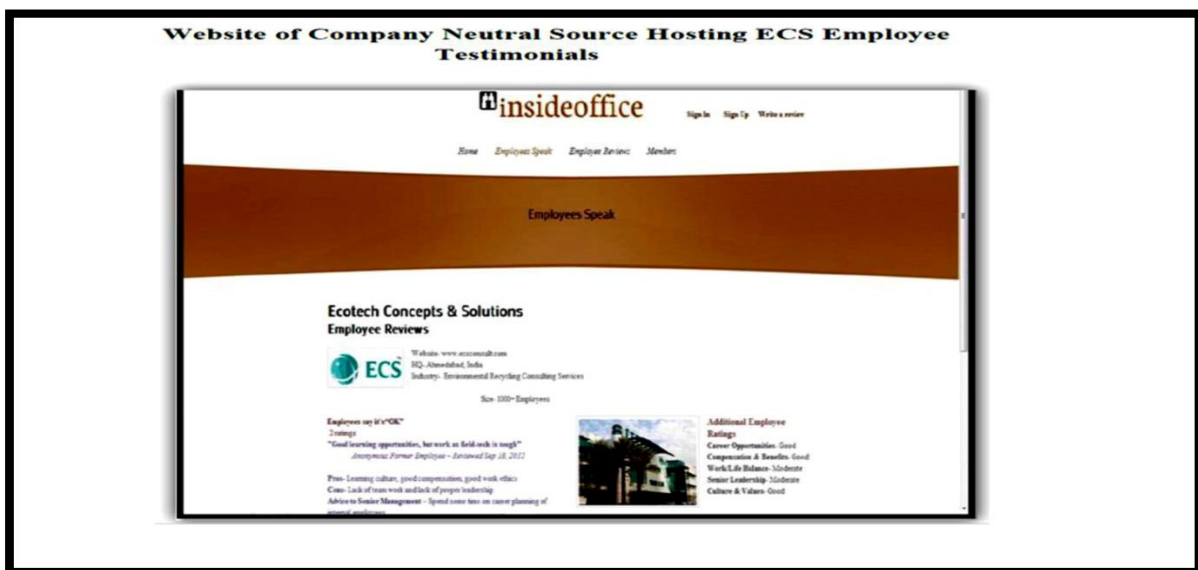 Website of Company Neutral Source Hosting ECS Employee
Testimonials
insideoffice
Sign In Sign Up Write a review
Home Employees Speak Employee Reviews Members
Employees Speak
Ecotech Concepts & Solutions
Employee Reviews
ECS
Website- www.ecsconsult.com
HQ- Ahmedabad, India
Industry- Environmental Recycling Consulting Services
Size- 1000+ Employees
Employees say it's "OK"
2 ratings
"Good learning opportunities, but work as field-tech is tough"
Anonymous Former Employee – Reviewed Sep 18, 2012
Pros- Learning culture, good compensation, good work ethics
Cons- Lack of team work and lack of proper leadership
Advice to Senior Management – Spend some time on career planning of
internal employees
Additional Employee
Ratings
Career Opportunities- Good
Compensation & Benefits- Good
Work/Life Balance- Moderate
Senior Leadership- Moderate
Culture & Values- Good